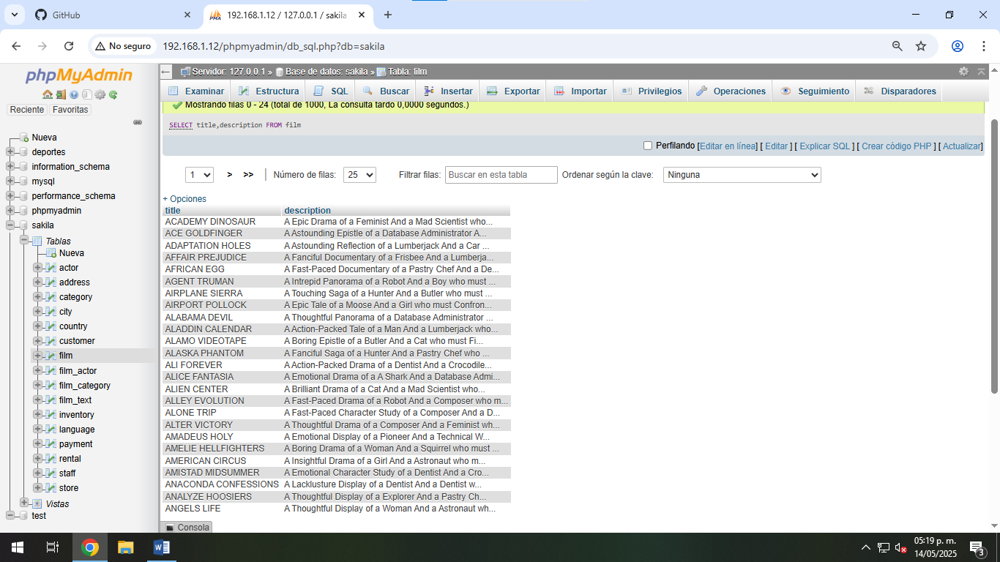 GitHub
192.168.1.12 / 127.0.0.1 / sakila
No seguro
192.168.1.12/phpmyadmin/db_sql.php?db=sakila
phpMyAdmin
Reciente Favoritas
Nueva
deportes
information_schema
mysql
performance_schema
phpmyadmin
sakila
Tablas
Nueva
actor
address
category
city
country
customer
film
film_actor
film_category
film_text
inventory
language
payment
rental
staff
store
Vistas
test
Servidor: 127.0.0.1 » Base de datos: sakila » Tabla: film
Examinar Estructura SQL Buscar Insertar Exportar Importar Privilegios Operaciones Seguimiento Disparadores
Mostrando filas 0 - 24 (total de 1000, La consulta tardo 0,0000 segundos.)
SELECT title,description FROM film
Perfilando [Editar en línea] [ Editar ] [ Explicar SQL ] [ Crear código PHP ] [ Actualizar]
1 > >> Número de filas: 25 Filtrar filas: Buscar en esta tabla Ordenar según la clave: Ninguna
+ Opciones
title description
ACADEMY DINOSAUR A Epic Drama of a Feminist And a Mad Scientist who...
ACE GOLDFINGER A Astounding Epistle of a Database Administrator A...
ADAPTATION HOLES A Astounding Reflection of a Lumberjack And a Car ...
AFFAIR PREJUDICE A Fanciful Documentary of a Frisbee And a Lumberja...
AFRICAN EGG A Fast-Paced Documentary of a Pastry Chef And a De...
AGENT TRUMAN A Intrepid Panorama of a Robot And a Boy who must ...
AIRPLANE SIERRA A Touching Saga of a Hunter And a Butler who must ...
AIRPORT POLLOCK A Epic Tale of a Moose And a Girl who must Confron...
ALABAMA DEVIL A Thoughtful Panorama of a Database Administrator ...
ALADDIN CALENDAR A Action-Packed Tale of a Man And a Lumberjack who...
ALAMO VIDEOTAPE A Boring Epistle of a Butler And a Cat who must Fi...
ALASKA PHANTOM A Fanciful Saga of a Hunter And a Pastry Chef who ...
ALI FOREVER A Action-Packed Drama of a Dentist And a Crocodile...
ALICE FANTASIA A Emotional Drama of a A Shark And a Database Admi...
ALIEN CENTER A Brilliant Drama of a Cat And a Mad Scientist who...
ALLEY EVOLUTION A Fast-Paced Drama of a Robot And a Composer who m...
ALONE TRIP A Fast-Paced Character Study of a Composer And a D...
ALTER VICTORY A Thoughtful Drama of a Composer And a Feminist wh...
AMADEUS HOLY A Emotional Display of a Pioneer And a Technical W...
AMELIE HELLFIGHTERS A Boring Drama of a Woman And a Squirrel who must ...
AMERICAN CIRCUS A Insightful Drama of a Girl And a Astronaut who m...
AMISTAD MIDSUMMER A Emotional Character Study of a Dentist And a Cro...
ANACONDA CONFESSIONS A Lacklusture Display of a Dentist And a Dentist w...
ANALYZE HOOSIERS A Thoughtful Display of a Explorer And a Pastry Ch...
ANGELS LIFE A Thoughtful Display of a Woman And a Astronaut wh...
Consola
05:19 p. m.
14/05/2025
3